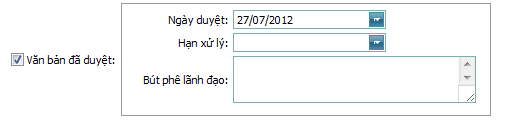 Ngày duyệt: 27/07/2012
Hạn xử lý:
Văn bản đã duyệt:
Bút phê lãnh đạo: